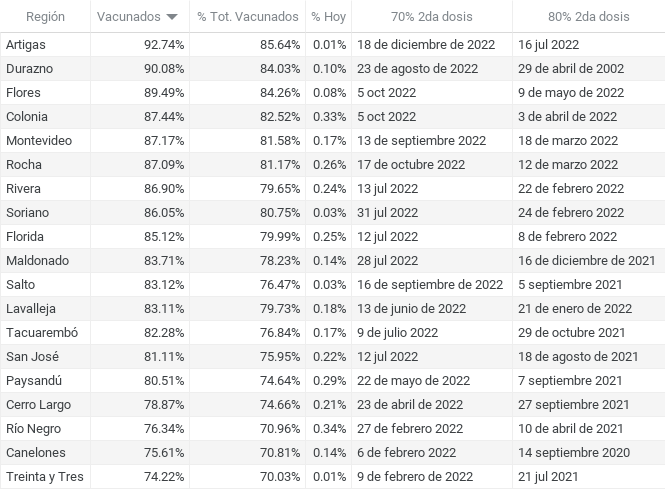 Región Vacunados % Tot. Vacunados % Hoy 70% 2da dosis 80% 2da dosis
Artigas 92.74% 85.64% 0.01% 18 de diciembre de 2022 16 jul 2022
Durazno 90.08% 84.03% 0.10% 23 de agosto de 2022 29 de abril de 2002
Flores 89.49% 84.26% 0.08% 5 oct 2022 9 de mayo de 2022
Colonia 87.44% 82.52% 0.33% 5 oct 2022 3 de abril de 2022
Montevideo 87.17% 81.58% 0.17% 13 de septiembre 2022 18 de marzo 2022
Rocha 87.09% 81.17% 0.26% 17 de octubre 2022 12 de marzo 2022
Rivera 86.90% 79.65% 0.24% 13 jul 2022 22 de febrero 2022
Soriano 86.05% 80.75% 0.03% 31 jul 2022 24 de febrero 2022
Florida 85.12% 79.99% 0.25% 12 jul 2022 8 de febrero 2022
Maldonado 83.71% 78.23% 0.14% 28 jul 2022 16 de diciembre de 2021
Salto 83.12% 76.47% 0.03% 16 de septiembre de 2022 5 septiembre 2021
Lavalleja 83.11% 79.73% 0.18% 13 de junio de 2022 21 de enero de 2022
Tacuarembó 82.28% 76.84% 0.17% 9 de julio 2022 29 de octubre 2021
San José 81.11% 75.95% 0.22% 12 jul 2022 18 de agosto de 2021
Paysandú 80.51% 74.64% 0.29% 22 de mayo de 2022 7 septiembre 2021
Cerro Largo 78.87% 74.66% 0.21% 23 de abril de 2022 27 septiembre 2021
Río Negro 76.34% 70.96% 0.34% 27 de febrero 2022 10 de abril de 2021
Canelones 75.61% 70.81% 0.14% 6 de febrero 2022 14 septiembre 2020
Treinta y Tres 74.22% 70.03% 0.01% 9 de febrero de 2022 21 jul 2021